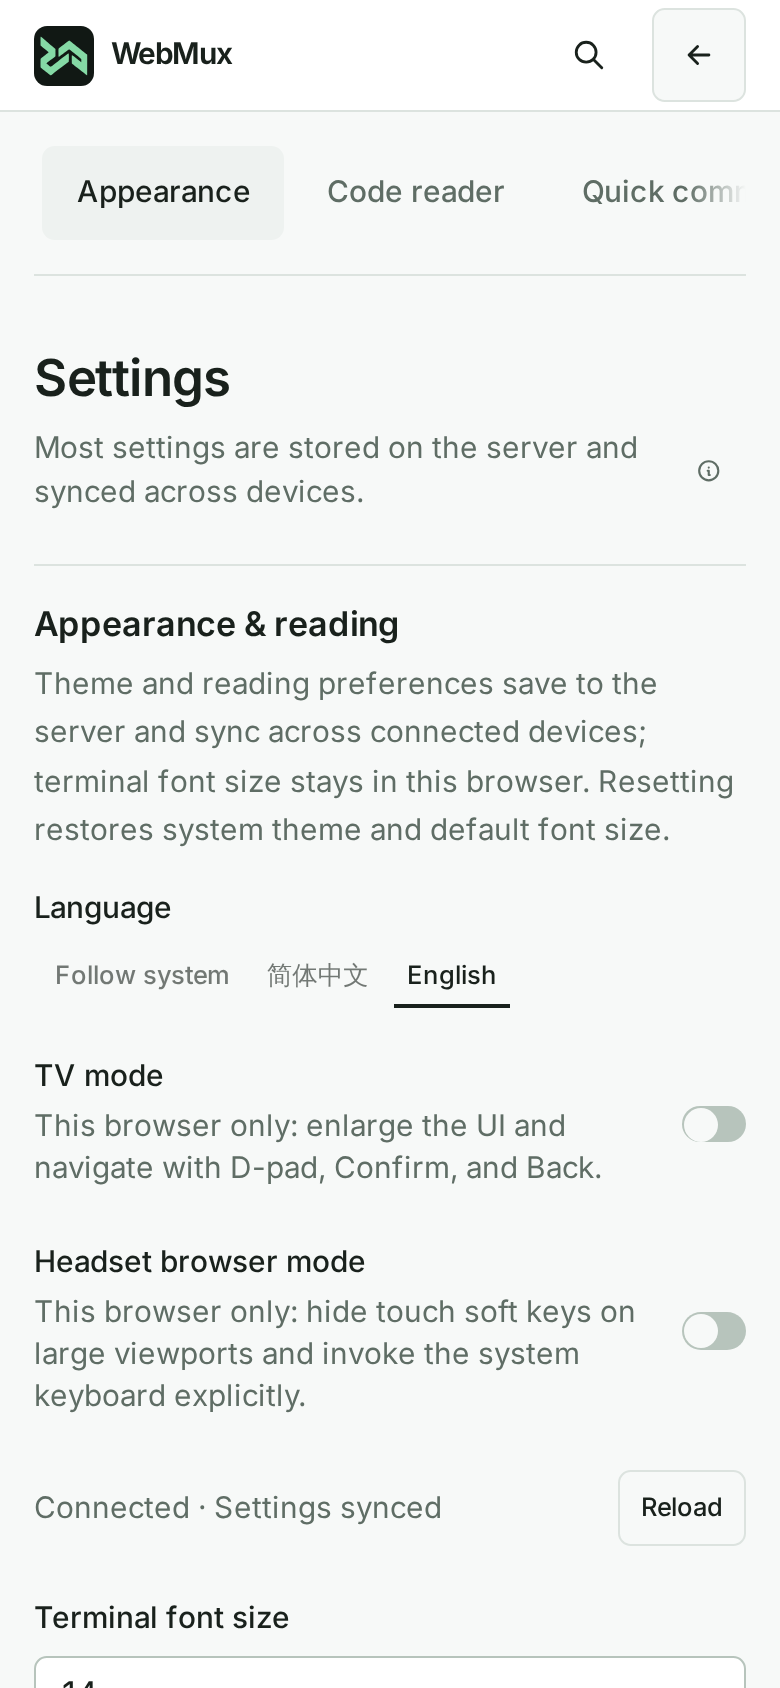 WebMux
Appearance
Code reader
Quick
Settings
Most settings are stored on the server and
synced across devices.
Appearance & reading
Theme and reading preferences save to the
server and sync across connected devices;
terminal font size stays in this browser. Resetting
restores system theme and default font size.
Language
Follow system
简体中文
English
TV mode
This browser only: enlarge the UI and
navigate with D-pad, Confirm, and Back.
Headset browser mode
This browser only: hide touch soft keys on
large viewports and invoke the system
keyboard explicitly.
Connected · Settings synced
Reload
Terminal font size
14